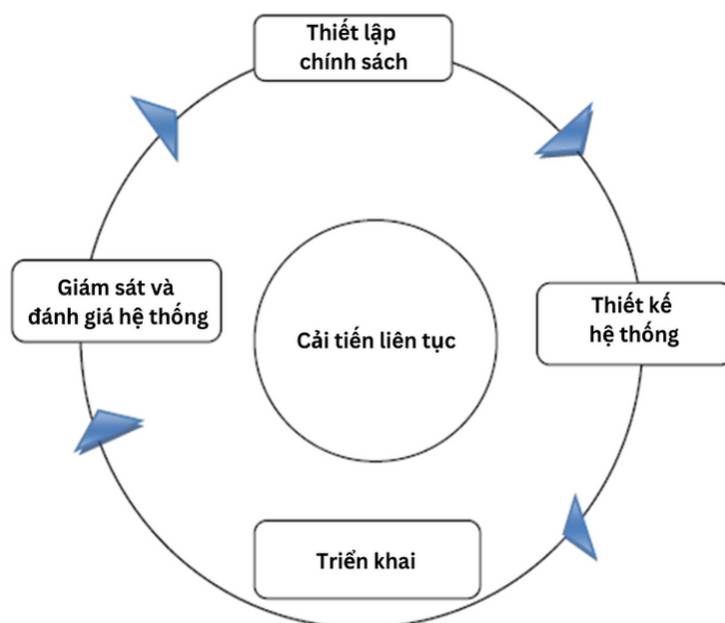 Thiết lập
chính sách
Giám sát và
đánh giá hệ thống
Cải tiến liên tục
Thiết kế
hệ thống
Triển khai